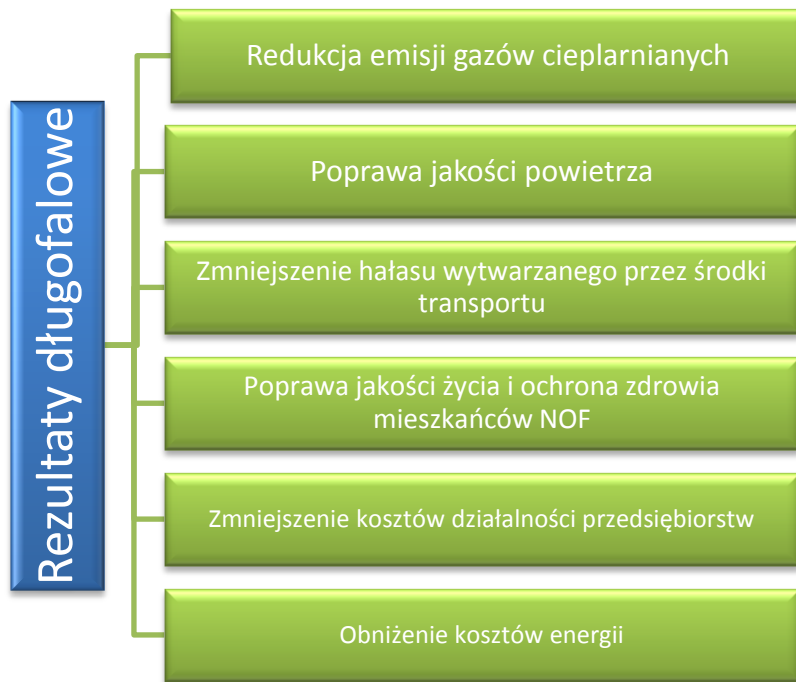 Rezultaty długofalowe
Redukcja emisji gazów cieplarnianych
Poprawa jakości powietrza
Zmniejszenie hałasu wytwarzanego przez środki
transportu
Poprawa jakości życia i ochrona zdrowia
mieszkańców NOF
Zmniejszenie kosztów działalności przedsiębiorstw
Obniżenie kosztów energii